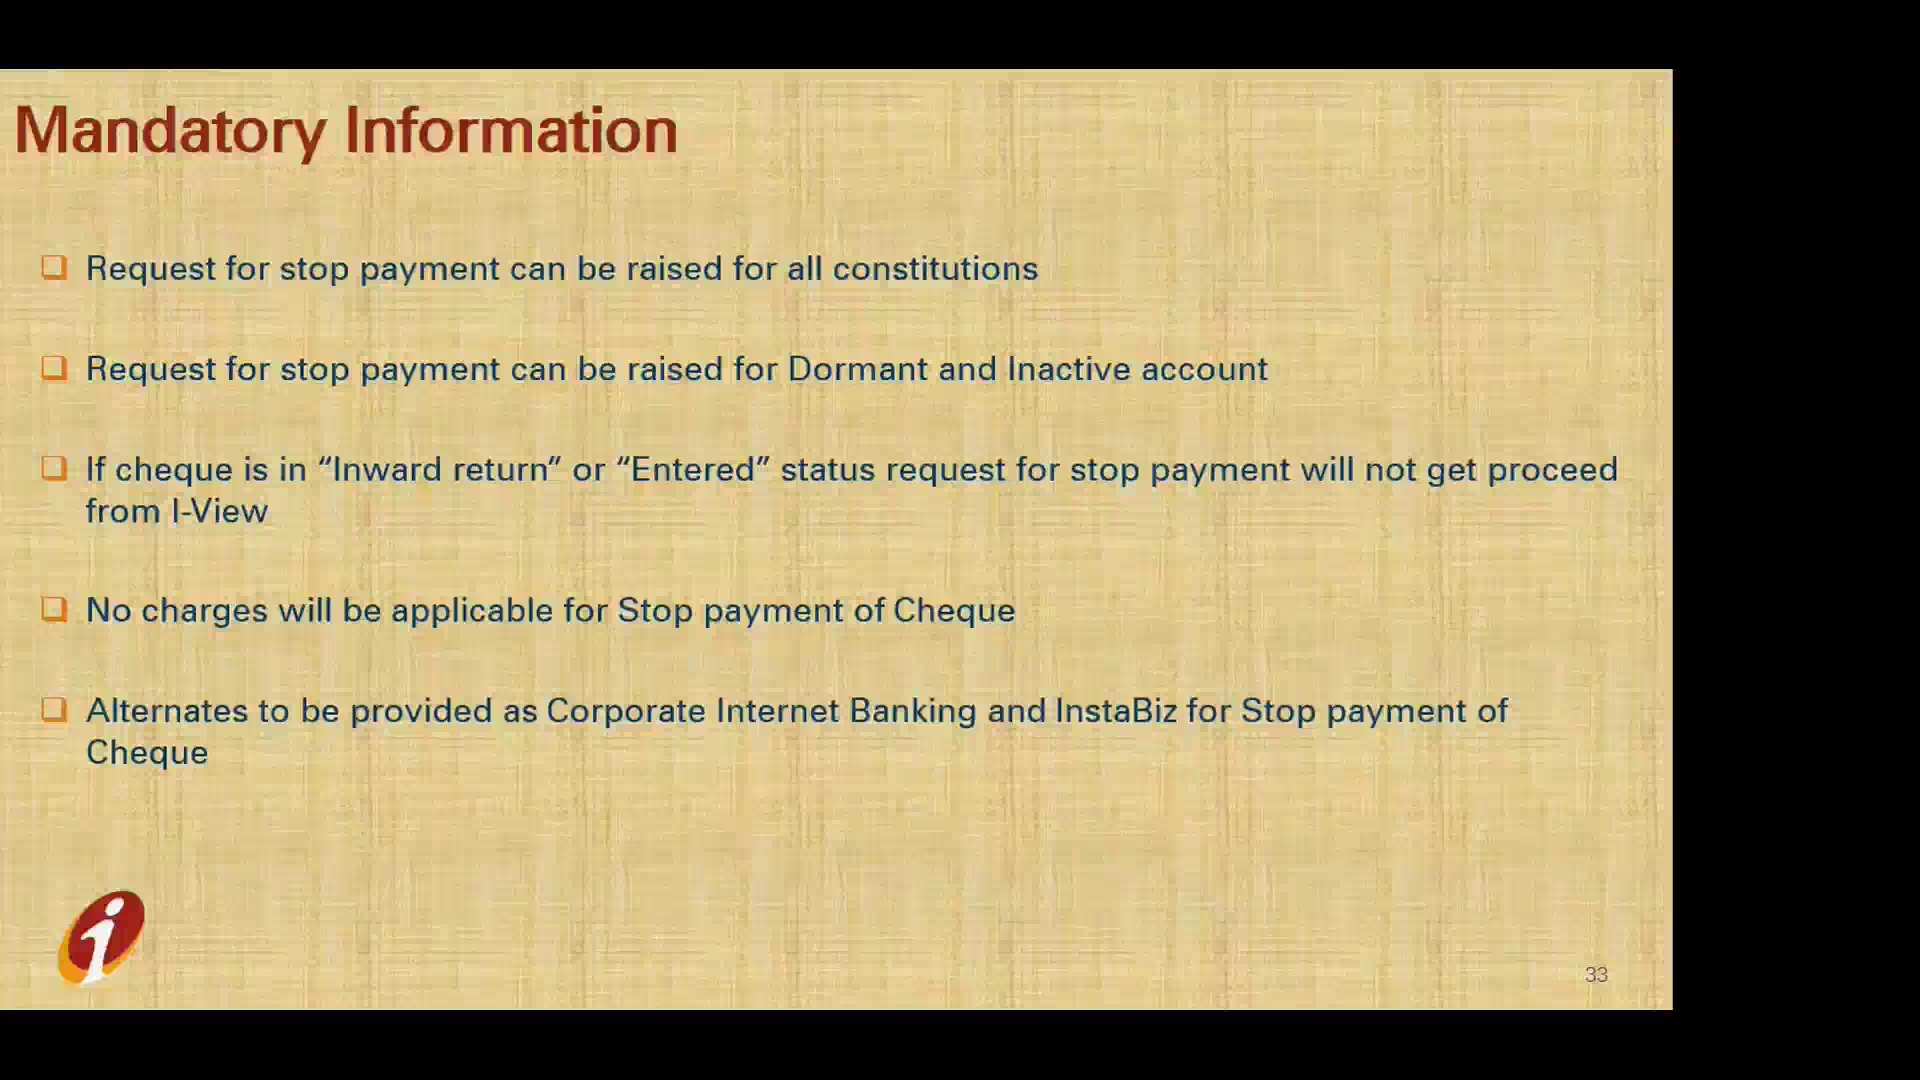 Mandatory Information
Request for stop payment can be raised for all constitutions
Request for stop payment can be raised for Dormant and Inactive account
If cheque is in “Inward return” or “Entered” status request for stop payment will not get proceed
from I-View
No charges will be applicable for Stop payment of Cheque
Alternates to be provided as Corporate Internet Banking and InstaBiz for Stop payment of
Cheque
i
33